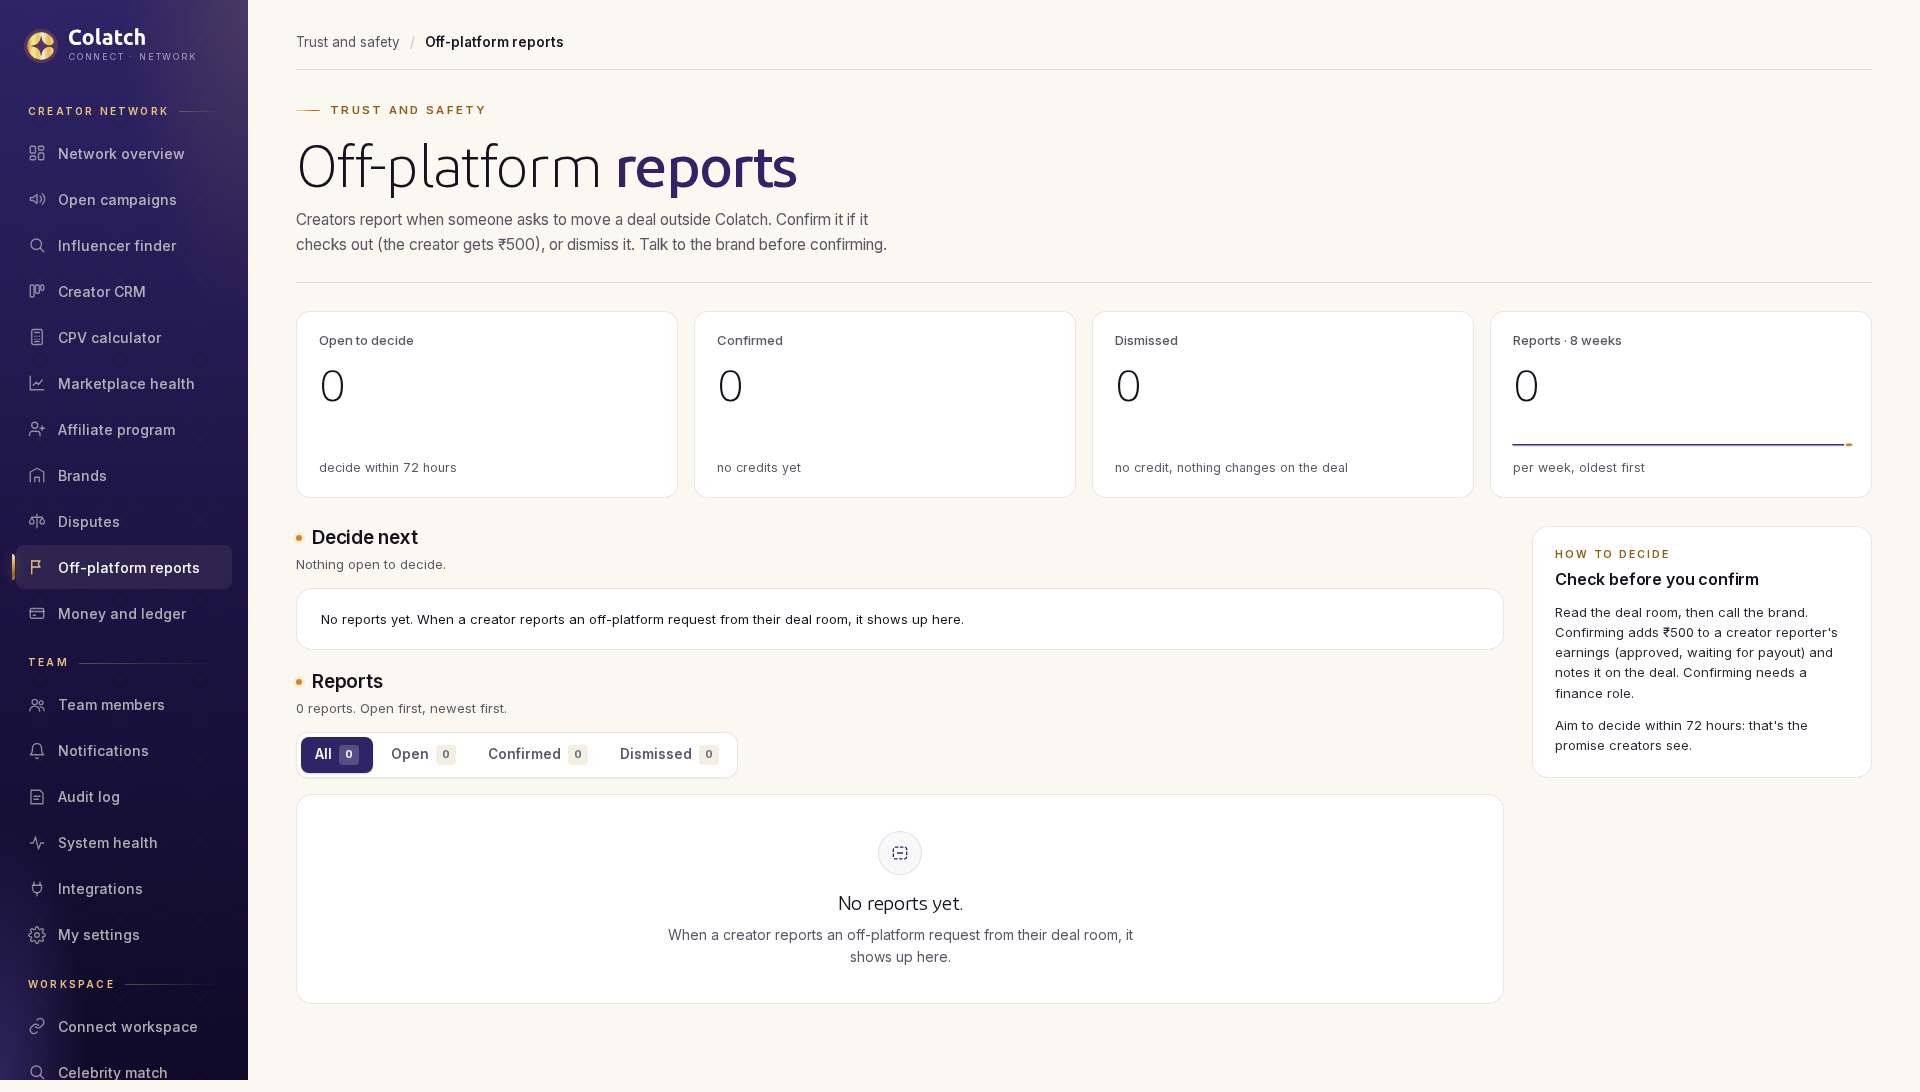 Colatch
CONNECT · NETWORK
CREATOR NETWORK
Network overview
Open campaigns
Influencer finder
Creator CRM
CPV calculator
Marketplace health
Affiliate program
Brands
Disputes
Off-platform reports
Money and ledger
TEAM
Team members
Notifications
Audit log
System health
Integrations
My settings
WORKSPACE
Connect workspace
Celebrity match
Trust and safety / Off-platform reports
TRUST AND SAFETY
Off-platform reports
Creators report when someone asks to move a deal outside Colatch. Confirm it if it
checks out (the creator gets ₹500), or dismiss it. Talk to the brand before confirming.
Open to decide
0
decide within 72 hours
Confirmed
0
no credits yet
Dismissed
0
no credit, nothing changes on the deal
Reports · 8 weeks
0
per week, oldest first
Decide next
Nothing open to decide.
No reports yet. When a creator reports an off-platform request from their deal room, it shows up here.
Reports
0 reports. Open first, newest first.
All 0 Open 0 Confirmed 0 Dismissed 0
No reports yet.
When a creator reports an off-platform request from their deal room, it
shows up here.
HOW TO DECIDE
Check before you confirm
Read the deal room, then call the brand.
Confirming adds ₹500 to a creator reporter's
earnings (approved, waiting for payout) and
notes it on the deal. Confirming needs a
finance role.
Aim to decide within 72 hours: that's the
promise creators see.